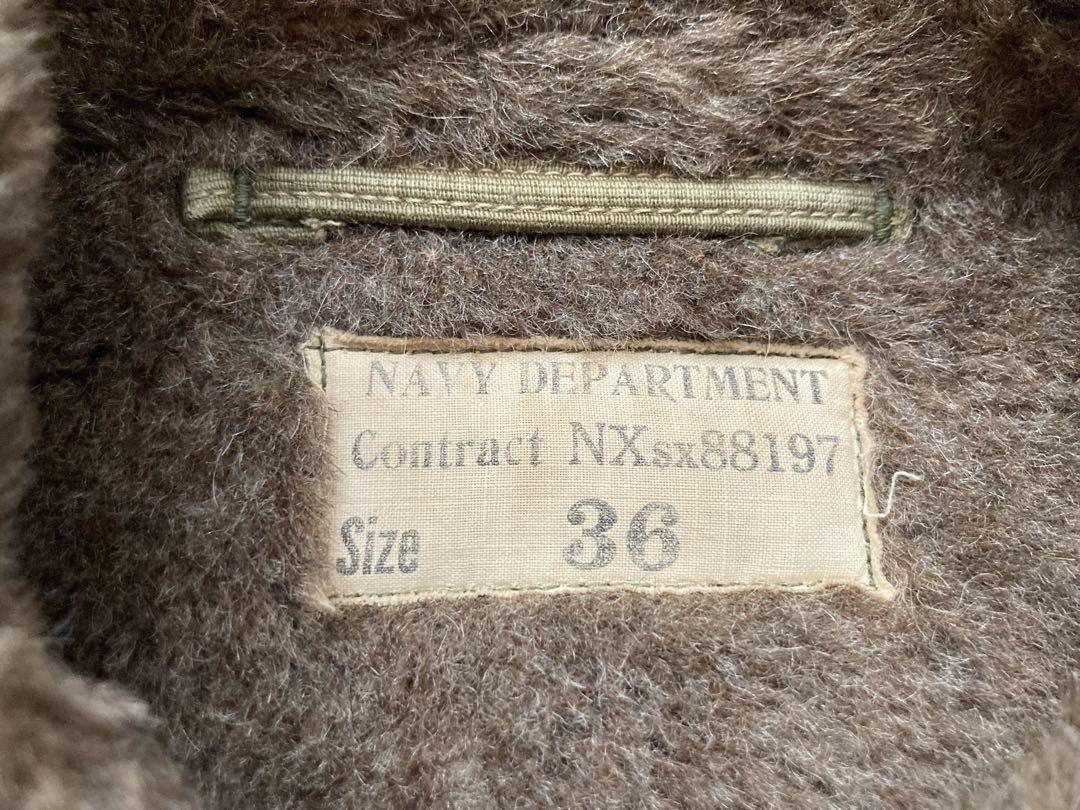 NAVY DEPARTMENT
Contract NXsx88197
Size 36